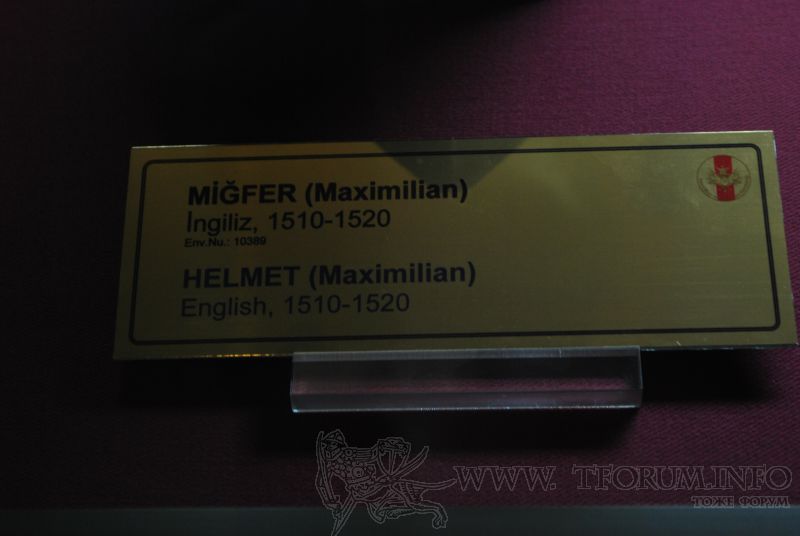 MİĞFER (Maximilian)
İngiliz, 1510-1520
Env.Nu.: 10389
HELMET (Maximilian)
English, 1510-1520
WWW. TFORUM.INFO
ТОЖЕ ФОРУМ